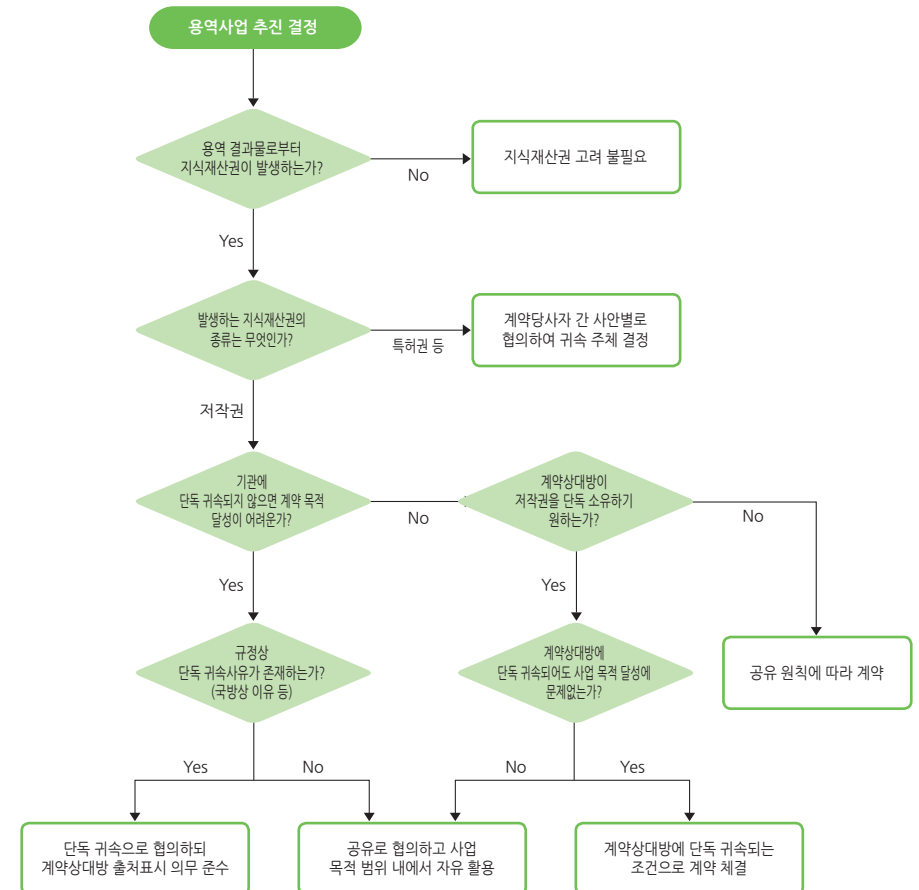 용역사업 추진 결정
용역 결과물로부터
지식재산권이 발생하는가?
No
지식재산권 고려 불필요
Yes
발생하는 지식재산권의
종류는 무엇인가?
특허권 등
계약당사자 간 사안별로
협의하여 귀속 주체 결정
저작권
기관에
단독 귀속되지 않으면 계약 목적
달성이 어려운가?
No
계약상대방이
저작권을 단독 소유하기
원하는가?
No
Yes
Yes
규정상
단독 귀속사유가 존재하는가?
(국방상 이유 등)
계약상대방에
단독 귀속되어도 사업 목적 달성에
문제없는가?
공유 원칙에 따라 계약
Yes
No
No
Yes
단독 귀속으로 협의하되
계약상대방 출처표시 의무 준수
공유로 협의하고 사업
목적 범위 내에서 자유 활용
계약상대방에 단독 귀속되는
조건으로 계약 체결